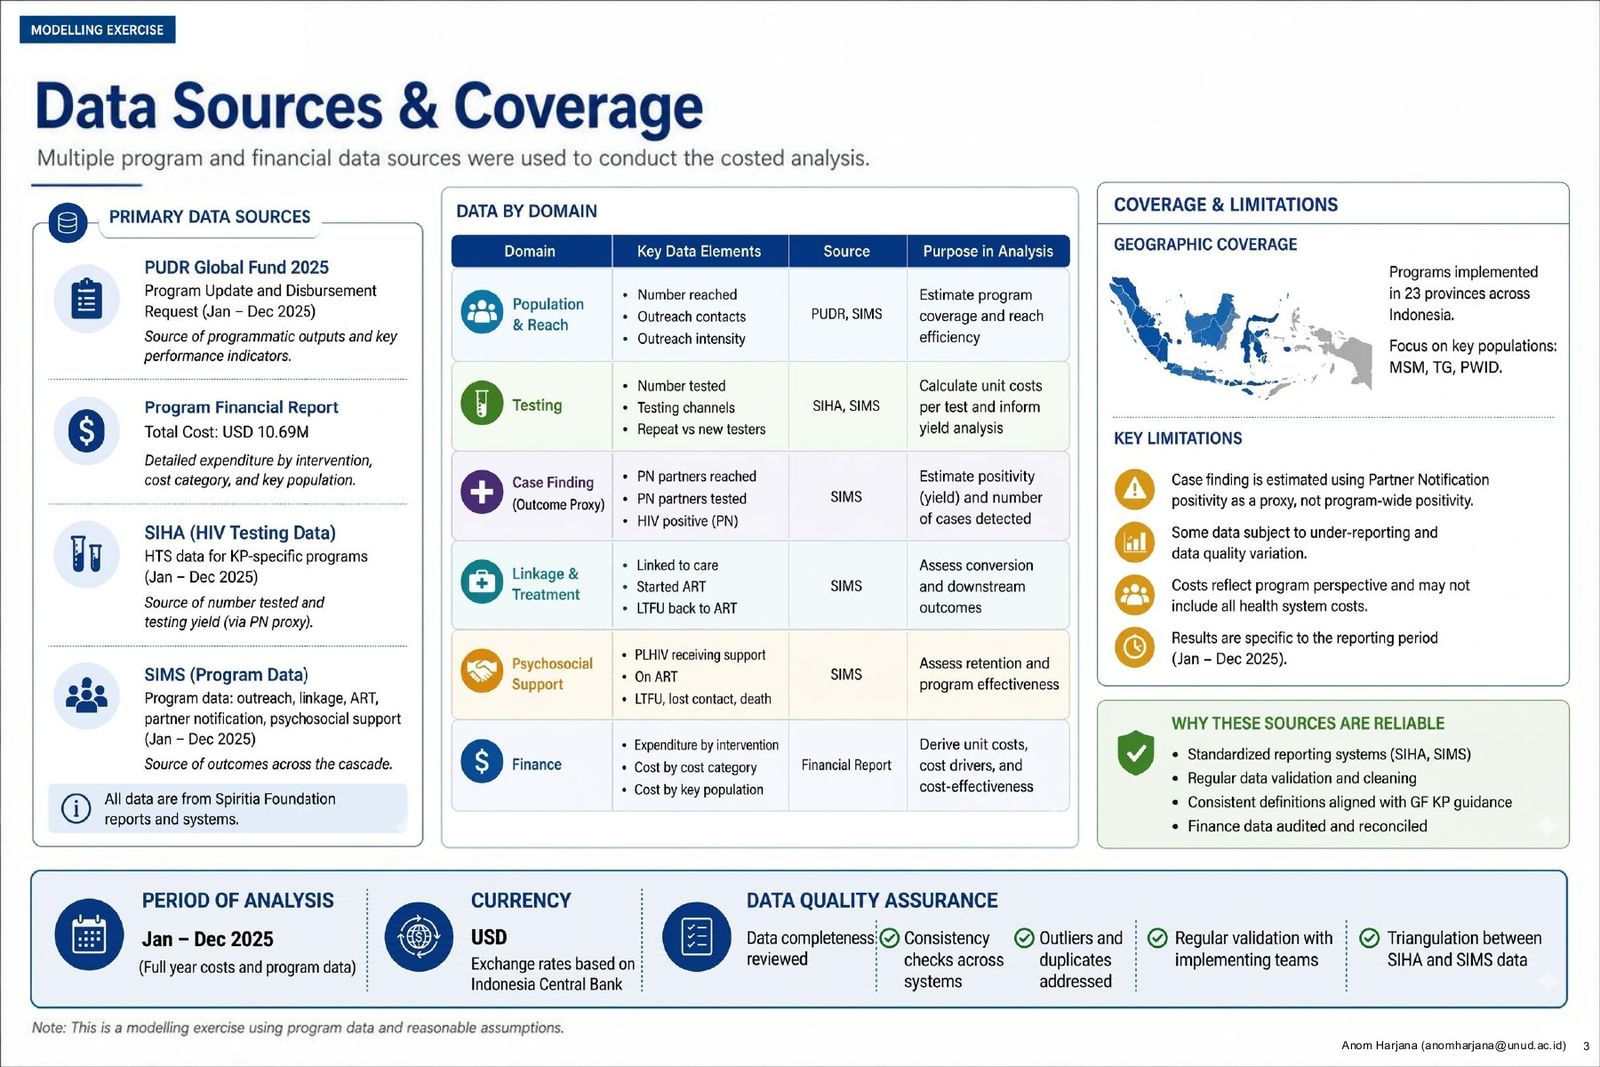 MODELLING EXERCISE
Data Sources & Coverage
Multiple program and financial data sources were used to conduct the costed analysis.
PRIMARY DATA SOURCES
PUDR Global Fund 2025
Program Update and Disbursement
Request (Jan – Dec 2025)
Source of programmatic outputs and key
performance indicators.
Program Financial Report
Total Cost: USD 10.69M
Detailed expenditure by intervention,
cost category, and key population.
SIHA (HIV Testing Data)
HTS data for KP-specific programs
(Jan – Dec 2025)
Source of number tested and
testing yield (via PN proxy).
SIMS (Program Data)
Program data: outreach, linkage, ART,
partner notification, psychosocial support
(Jan – Dec 2025)
Source of outcomes across the cascade.
All data are from Spiritia Foundation
reports and systems.
DATA BY DOMAIN
Domain
Key Data Elements
Source
Purpose in Analysis
Population
& Reach
• Number reached
• Outreach contacts
• Outreach intensity
PUDR, SIMS
Estimate program
coverage and reach
efficiency
Testing
• Number tested
• Testing channels
• Repeat vs new testers
SIHA, SIMS
Calculate unit costs
per test and inform
yield analysis
Case Finding
(Outcome Proxy)
• PN partners reached
• PN partners tested
• HIV positive (PN)
SIMS
Estimate positivity
(yield) and number
of cases detected
Linkage &
Treatment
• Linked to care
• Started ART
• LTFU back to ART
SIMS
Assess conversion
and downstream
outcomes
Psychosocial
Support
• PLHIV receiving support
• On ART
• LTFU, lost contact, death
SIMS
Assess retention and
program effectiveness
Finance
• Expenditure by intervention
• Cost by cost category
• Cost by key population
Financial Report
Derive unit costs,
cost drivers, and
cost-effectiveness
COVERAGE & LIMITATIONS
GEOGRAPHIC COVERAGE
Programs implemented
in 23 provinces across
Indonesia.
Focus on key populations:
MSM, TG, PWID.
KEY LIMITATIONS
Case finding is estimated using Partner Notification
positivity as a proxy, not program-wide positivity.
Some data subject to under-reporting and
data quality variation.
Costs reflect program perspective and may not
include all health system costs.
Results are specific to the reporting period
(Jan – Dec 2025).
WHY THESE SOURCES ARE RELIABLE
• Standardized reporting systems (SIHA, SIMS)
• Regular data validation and cleaning
• Consistent definitions aligned with GF KP guidance
• Finance data audited and reconciled
PERIOD OF ANALYSIS
Jan – Dec 2025
(Full year costs and program data)
CURRENCY
USD
Exchange rates based on
Indonesia Central Bank
DATA QUALITY ASSURANCE
Data completeness
reviewed
Consistency
checks across
systems
Outliers and
duplicates
addressed
Regular validation with
implementing teams
Triangulation between
SIHA and SIMS data
Note: This is a modelling exercise using program data and reasonable assumptions.
Anom Harjana (anomharjana@unud.ac.id) 3